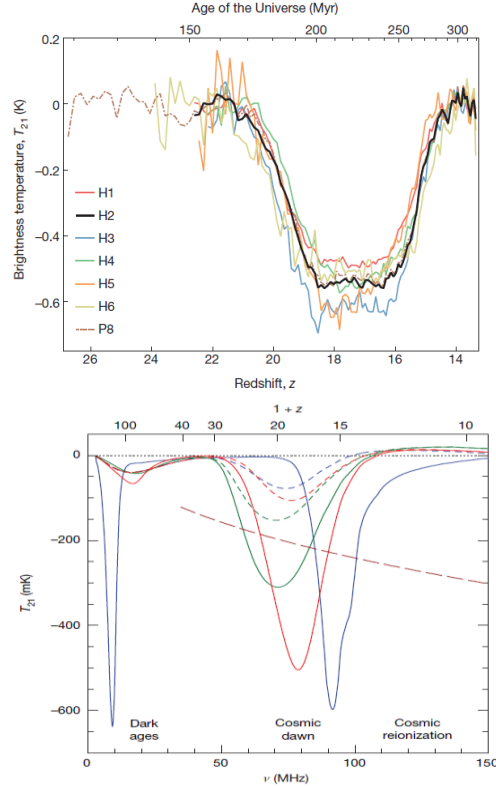 Age of the Universe (Myr)
150 200 250 300
0.2
0
−0.2
−0.4
−0.6
Brightness temperature, T21 (K)
H1
H2
H3
H4
H5
H6
P8
26 24 22 20 18 16 14
Redshift, z
1 + z
100 40 30 20 15 10
0
−200
−400
−600
T21 (mK)
Dark ages
Cosmic dawn
Cosmic reionization
0 50 100 150
ν (MHz)